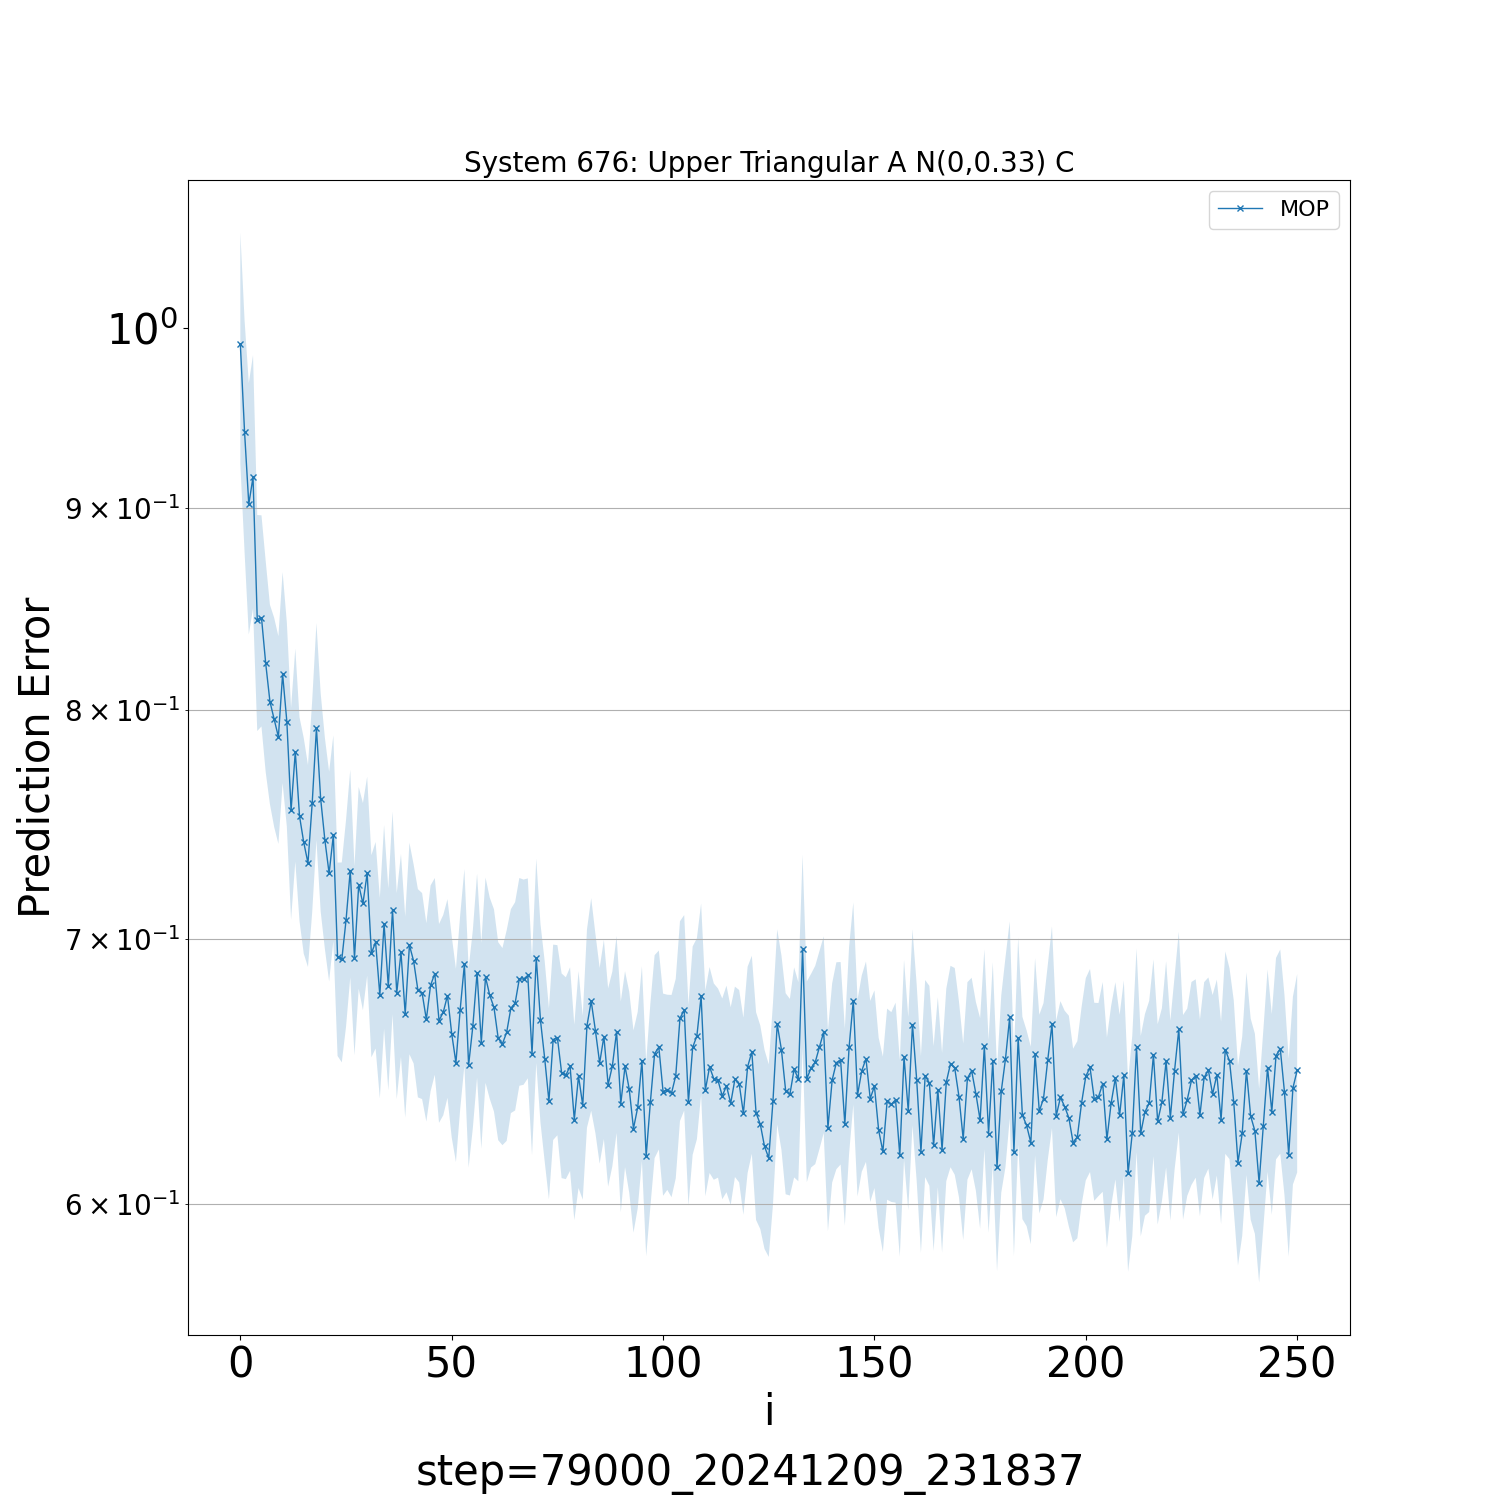 System 676: Upper Triangular A N(0,0.33) C
MOP
10⁰
9 × 10⁻¹
8 × 10⁻¹
7 × 10⁻¹
6 × 10⁻¹
Prediction Error
0 50 100 150 200 250
i
step=79000_20241209_231837